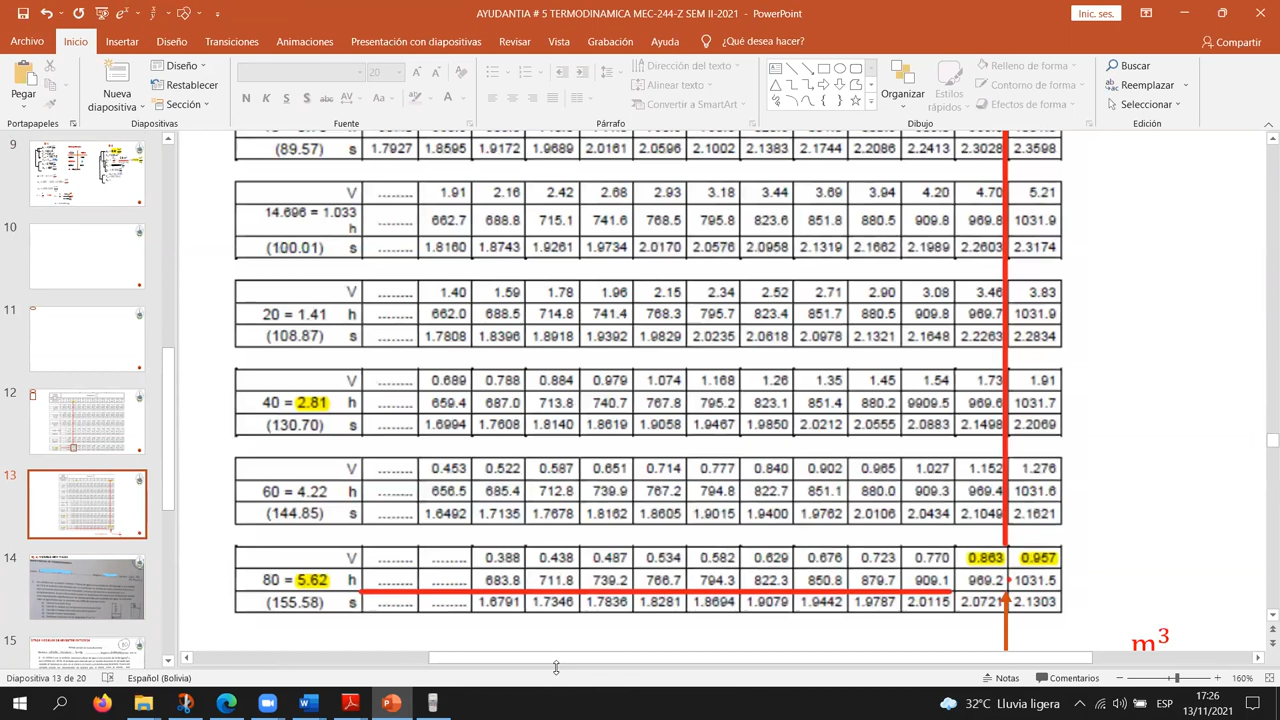 AYUDANTIA # 5 TERMODINAMICA MEC-244-Z SEM II-2021 - PowerPoint
Inic. ses.
Archivo Inicio Insertar Diseño Transiciones Animaciones Presentación con diapositivas Revisar Vista Grabación Ayuda ¿Qué desea hacer? Compartir
Pegar
Nueva diapositiva
Diseño
Restablecer
Sección
20
N K S S abc AV Aa A
Dirección del texto
Alinear texto
Convertir a SmartArt
Organizar
Estilos rápidos
Relleno de forma
Contorno de forma
Efectos de forma
Buscar
Reemplazar
Seleccionar
Portapapeles Diapositivas Fuente Párrafo Dibujo Edición
9
10
11
12
13
14
15
(89.57) s 1.7927 1.8595 1.9172 1.9689 2.0161 2.0596 2.1002 2.1383 2.1744 2.2086 2.2413 2.3028 2.3598
V ........ 1.91 2.16 2.42 2.68 2.93 3.18 3.44 3.69 3.94 4.20 4.70 5.21
14.696 = 1.033 h ........ 662.7 688.8 715.1 741.6 768.5 795.8 823.6 851.8 880.5 909.8 969.8 1031.9
(100.01) s ........ 1.8160 1.8743 1.9261 1.9734 2.0170 2.0576 2.0958 2.1319 2.1662 2.1989 2.2603 2.3174
V ........ 1.40 1.59 1.78 1.96 2.15 2.34 2.52 2.71 2.90 3.08 3.46 3.83
20 = 1.41 h ........ 662.0 688.5 714.8 741.4 768.3 795.7 823.4 851.7 880.5 909.8 969.7 1031.9
(108.87) s ........ 1.7808 1.8396 1.8918 1.9392 1.9829 2.0235 2.0618 2.0978 2.1321 2.1648 2.2263 2.2834
V ........ 0.689 0.788 0.884 0.979 1.074 1.168 1.26 1.35 1.45 1.54 1.73 1.91
40 = 2.81 h ........ 659.4 713.8 740.7 767.8 795.2 823.1 851.4 880.2 9909.5 969.6 1031.7
(130.70) s ........ 1.6994 1.7608 1.8140 1.8619 1.9058 1.9467 1.9850 2.0212 2.0555 2.0883 2.1498 2.2069
V ........ 0.453 0.522 0.587 0.651 0.714 0.777 0.840 0.902 0.965 1.027 1.152 1.276
60 = 4.22 h ........ 656.5 685.4 712.8 739.9 767.2 794.8 822.7 851.1 880.0 909.3 969.4 1031.6
(144.85) s ........ 1.6492 1.7135 1.7678 1.8162 1.8605 1.9015 1.9400 1.9762 2.0106 2.0434 2.1049 2.1621
V ........ ........ 0.388 0.438 0.487 0.534 0.582 0.629 0.676 0.723 0.770 0.863 0.957
80 = 5.62 h ........ ........ 711.8 739.2 766.7 879.7 909.1 969.2 1031.5
(155.58) s ........ ........ 1.6791 1.7346 1.7836 1.8281 1.8694 1.9079 1.9442 1.9787 2.0115 2.0721 2.1303
m³
Diapositiva 13 de 20 Español (Bolivia) Notas Comentarios 160%
32°C Lluvia ligera ESP 17:26
13/11/2021